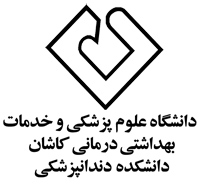 دانشگاه علوم پزشکی و خدمات
بهداشتی درمانی کاشان
دانشکده دندانپزشکی